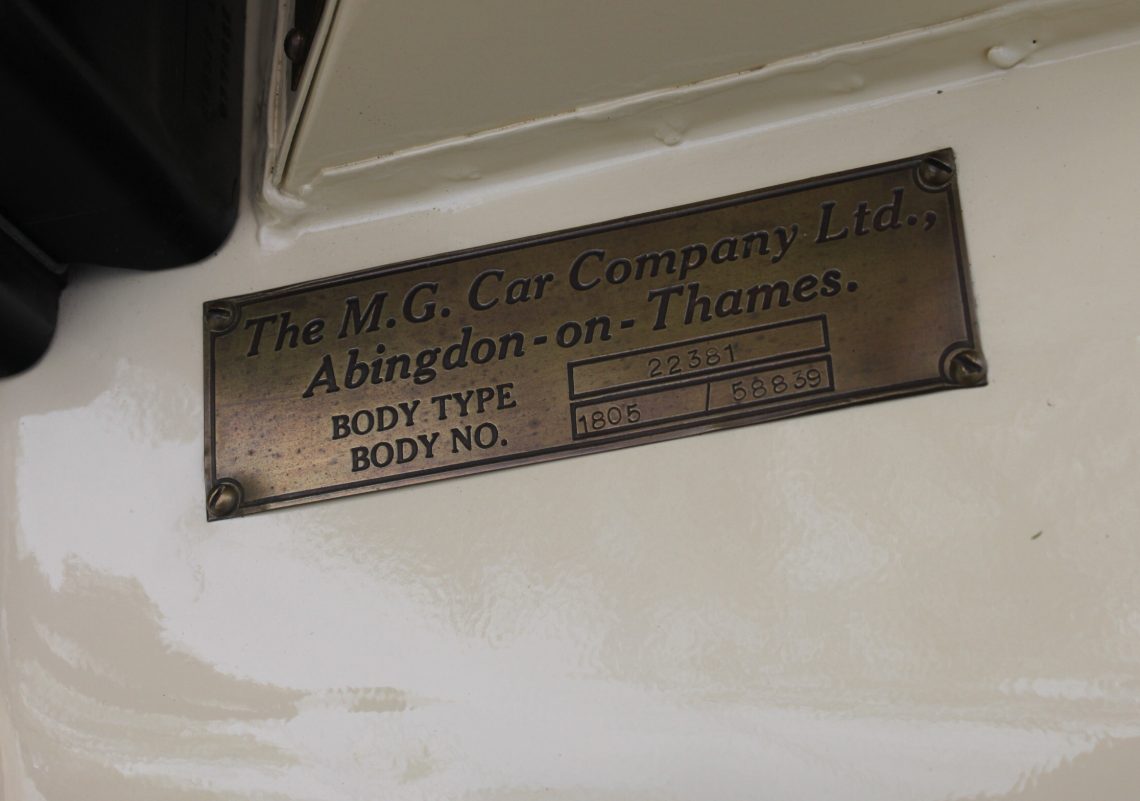 The M.G. Car Company Ltd.,
Abingdon-on-Thames.
BODY TYPE 22381
BODY NO. 1805 / 58839